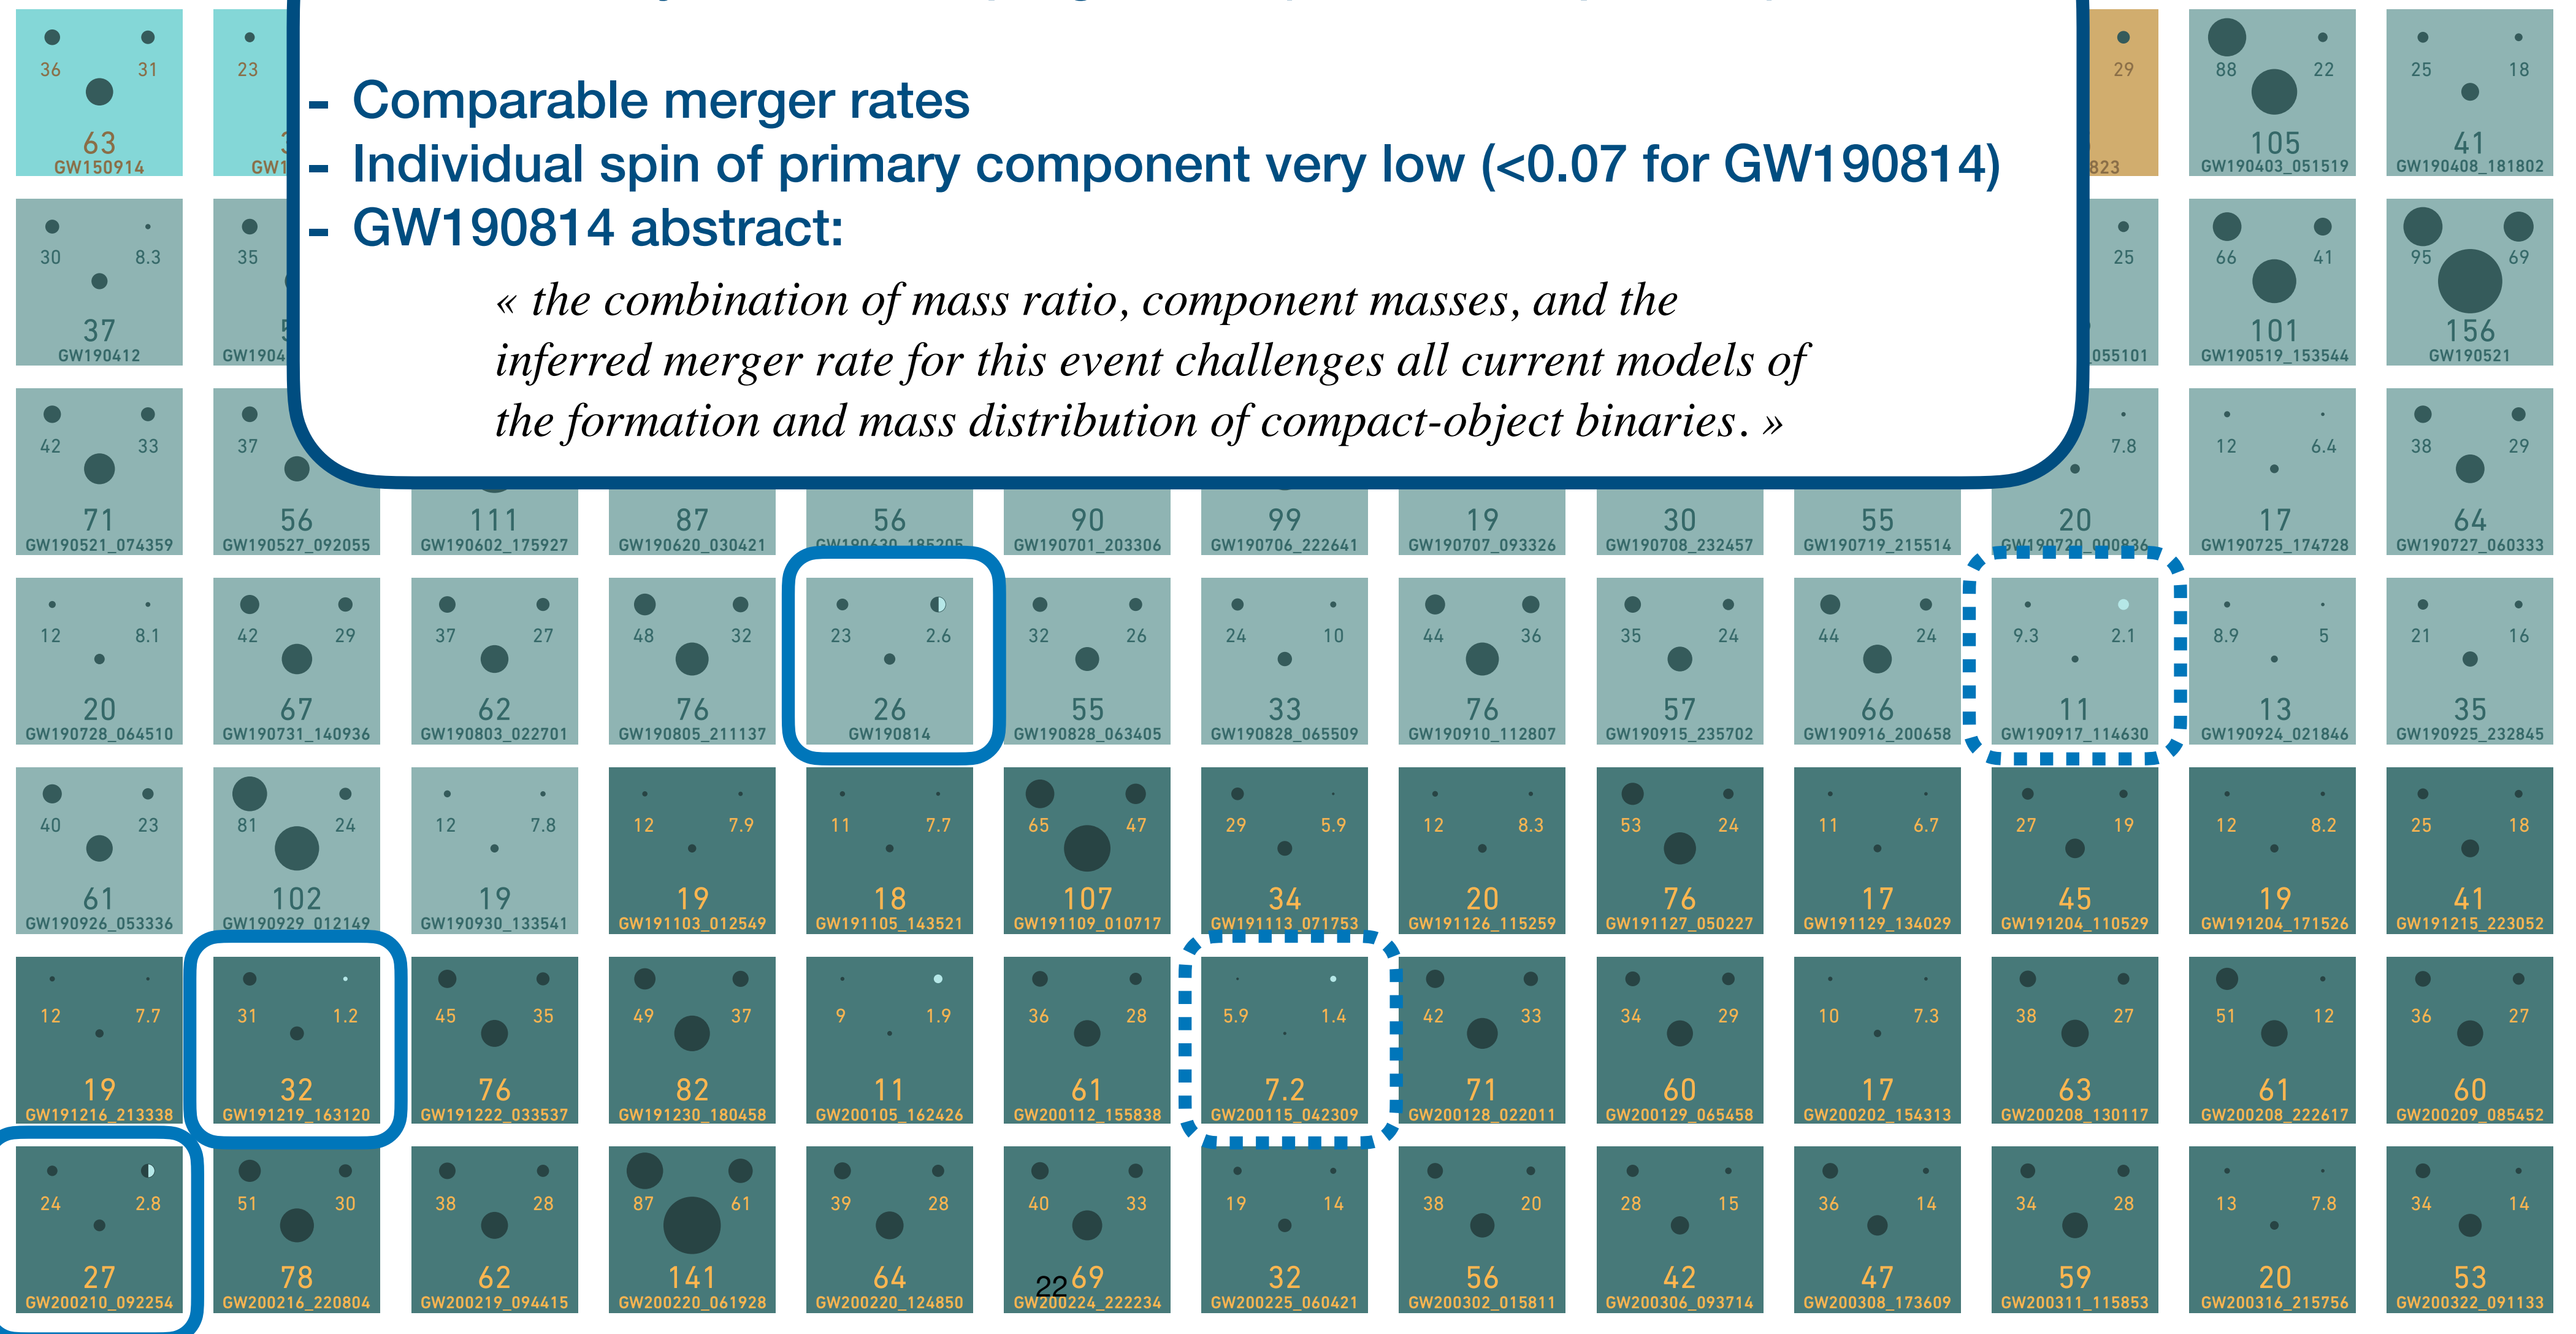 - Comparable merger rates
- Individual spin of primary component very low (<0.07 for GW190814)
- GW190814 abstract:
« the combination of mass ratio, component masses, and the
inferred merger rate for this event challenges all current models of
the formation and mass distribution of compact-object binaries. »
36 31 23 29 88 22 25 18
63 105 41
GW150914 GW1 823 GW190403_051519 GW190408_181802
30 8.3 35 25 66 41 95 69
37 101 156
GW190412 GW1904 055101 GW190519_153544 GW190521
42 33 37 7.8 12 6.4 38 29
71 56 111 87 56 90 99 19 30 55 20 17 64
GW190521_074359 GW190527_092055 GW190602_175927 GW190620_030421 GW190630_185205 GW190701_203306 GW190706_222641 GW190707_093326 GW190708_232457 GW190719_215514 GW190720_000836 GW190725_174728 GW190727_060333
12 8.1 42 29 37 27 48 32 23 2.6 32 26 24 10 44 36 35 24 44 24 9.3 2.1 8.9 5 21 16
20 67 62 76 26 55 33 76 57 66 11 13 35
GW190728_064510 GW190731_140936 GW190803_022701 GW190805_211137 GW190814 GW190828_063405 GW190828_065509 GW190910_112807 GW190915_235702 GW190916_200658 GW190917_114630 GW190924_021846 GW190925_232845
40 23 81 24 12 7.8 12 7.9 11 7.7 65 47 29 5.9 12 8.3 53 24 11 6.7 27 19 12 8.2 25 18
61 102 19 19 18 107 34 20 76 17 45 19 41
GW190926_053336 GW190929_012149 GW190930_133541 GW191103_012549 GW191105_143521 GW191109_010717 GW191113_071753 GW191126_115259 GW191127_050227 GW191129_134029 GW191204_110529 GW191204_171526 GW191215_223052
12 7.7 31 1.2 45 35 49 37 9 1.9 36 28 5.9 1.4 42 33 34 29 10 7.3 38 27 51 12 36 27
19 32 76 82 11 61 7.2 71 60 17 63 61 60
GW191216_213338 GW191219_163120 GW191222_033537 GW191230_180458 GW200105_162426 GW200112_155838 GW200115_042309 GW200128_022011 GW200129_065458 GW200202_154313 GW200208_130117 GW200208_222617 GW200209_085452
24 2.8 51 30 38 28 87 61 39 28 40 33 19 14 38 20 28 15 36 14 34 28 13 7.8 34 14
27 78 62 141 64 69 32 56 42 47 59 20 53
GW200210_092254 GW200216_220804 GW200219_094415 GW200220_061928 GW200220_124850 GW200224_222234 GW200225_060421 GW200302_015811 GW200306_093714 GW200308_173609 GW200311_115853 GW200316_215756 GW200322_091133
22